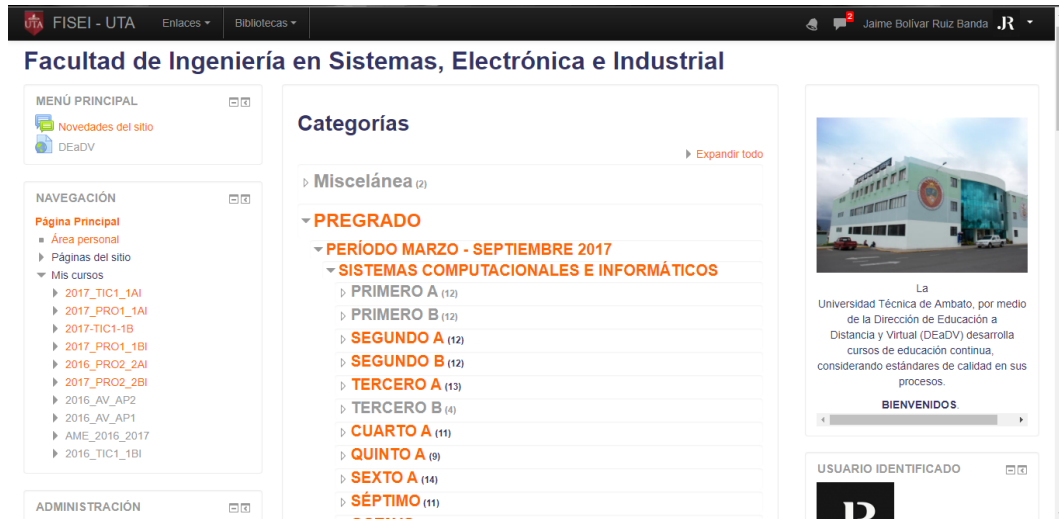 UTA
FISEI - UTA
Enlaces
Bibliotecas
2
Jaime Bolívar Ruiz Banda
JR
Facultad de Ingeniería en Sistemas, Electrónica e Industrial
MENÚ PRINCIPAL
Novedades del sitio
DEaDV
NAVEGACIÓN
Página Principal
Área personal
Páginas del sitio
Mis cursos
2017_TIC1_1AI
2017_PRO1_1AI
2017-TIC1-1B
2017_PRO1_1BI
2016_PRO2_2AI
2017_PRO2_2BI
2016_AV_AP2
2016_AV_AP1
AME_2016_2017
2016_TIC1_1BI
ADMINISTRACIÓN
Categorías
Expandir todo
Miscelánea (2)
PREGRADO
PERÍODO MARZO - SEPTIEMBRE 2017
SISTEMAS COMPUTACIONALES E INFORMÁTICOS
PRIMERO A (12)
PRIMERO B (12)
SEGUNDO A (12)
SEGUNDO B (12)
TERCERO A (13)
TERCERO B (4)
CUARTO A (11)
QUINTO A (9)
SEXTO A (14)
SÉPTIMO (11)
La
Universidad Técnica de Ambato, por medio
de la Dirección de Educación a
Distancia y Virtual (DEaDV) desarrolla
cursos de educación continua,
considerando estándares de calidad en sus
procesos.
BIENVENIDOS.
USUARIO IDENTIFICADO